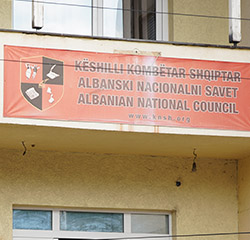 KËSHILLI KOMBËTAR SHQIPTAR
ALBANSKI NACIONALNI SAVET
ALBANIAN NATIONAL COUNCIL
www.knsh.org